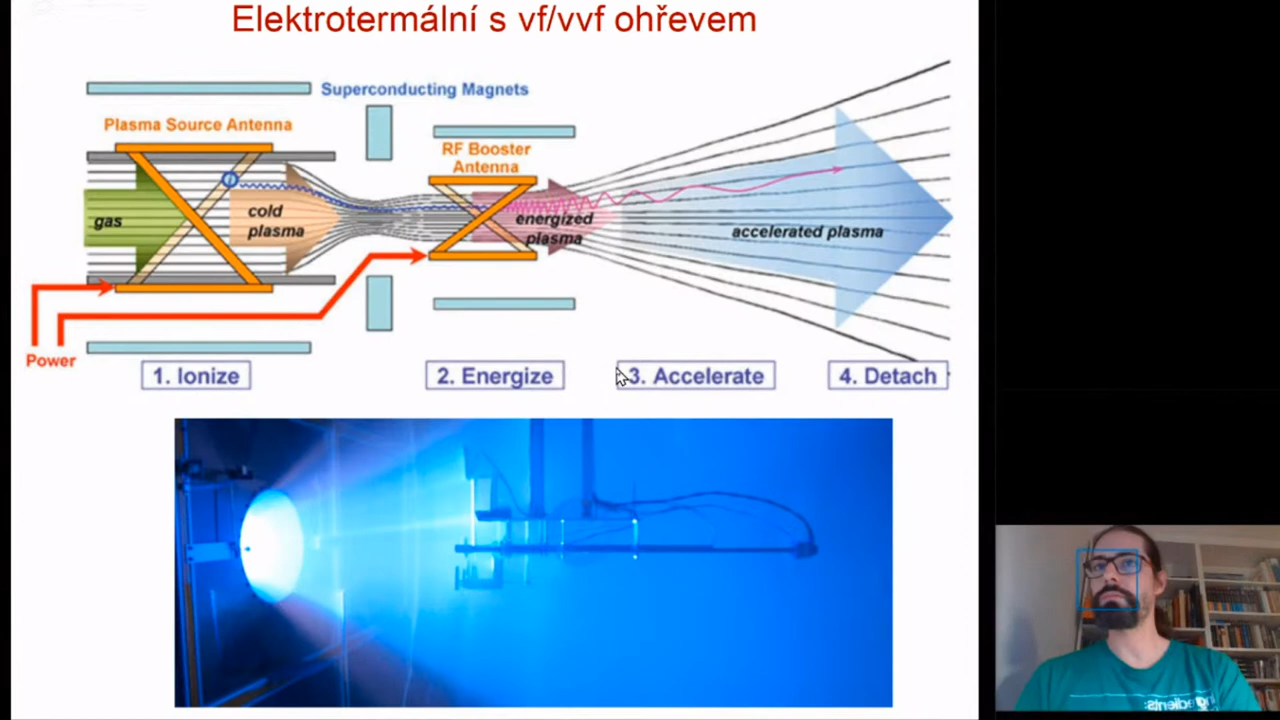 Elektrotermální s vf/vvf ohřevem
Superconducting Magnets
Plasma Source Antenna
RF Booster
Antenna
gas
cold
plasma
energized
plasma
accelerated plasma
Power
1. Ionize
2. Energize
3. Accelerate
4. Detach